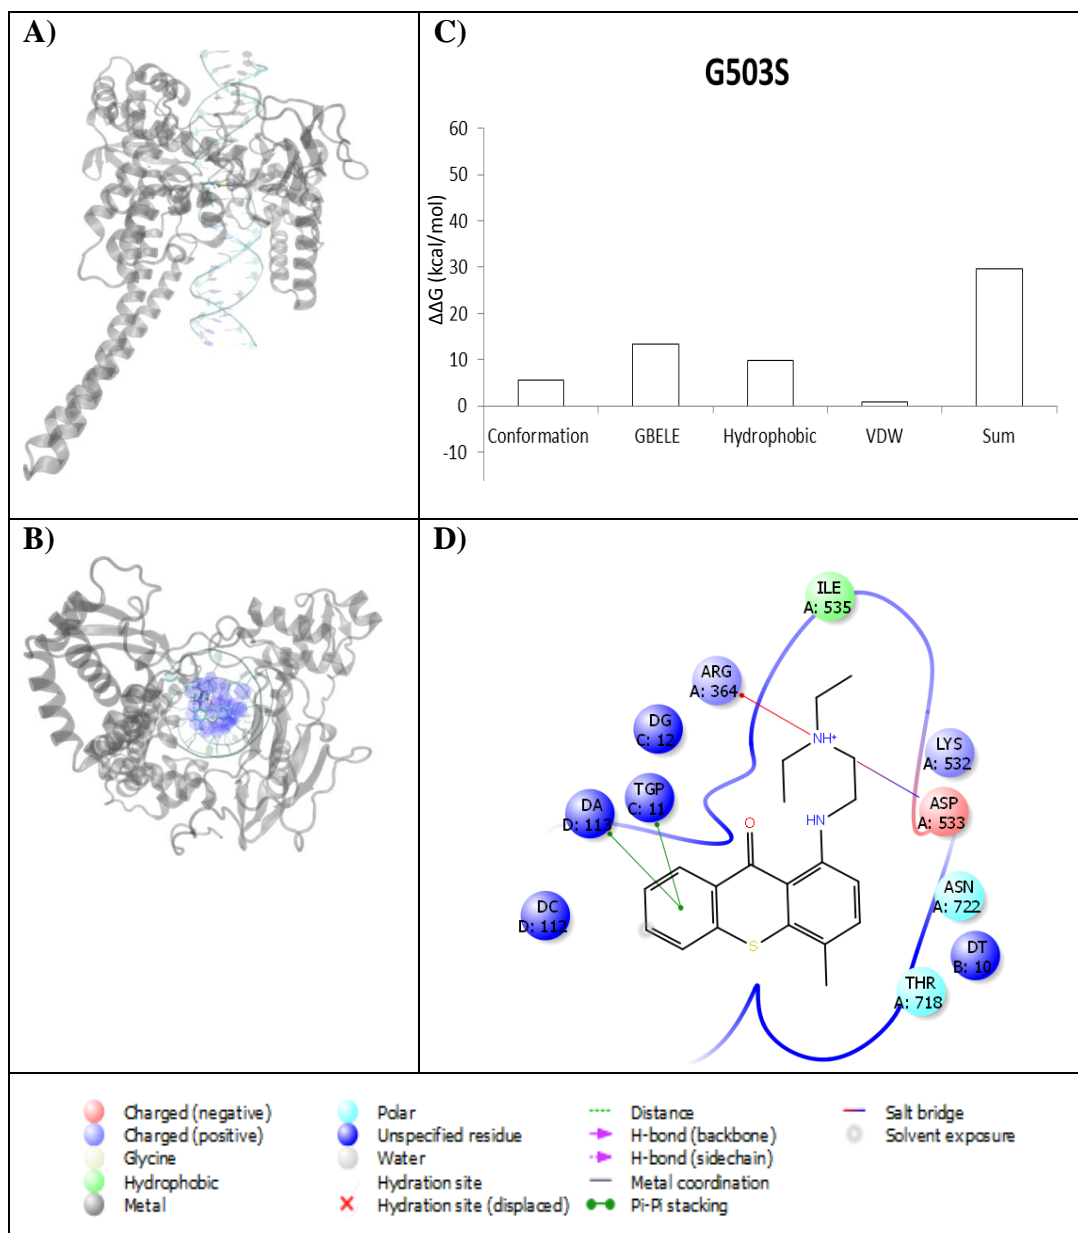 A)
C)
G503S
ΔΔG (kcal/mol)
60
50
40
30
20
10
0
-10
Conformation GBELE Hydrophobic VDW Sum
B)
D)
ILE
A: 535
ARG
A: 364
DG
C: 12
NH+
LYS
A: 532
TGP
C: 11
DA
D: 113
ASP
A: 533
O
HN
ASN
A: 722
DC
D: 112
DT
B: 10
S
THR
A: 718
Charged (negative)
Charged (positive)
Glycine
Hydrophobic
Metal
Polar
Unspecified residue
Water
Hydration site
Hydration site (displaced)
Distance
H-bond (backbone)
H-bond (sidechain)
Metal coordination
Pi-Pi stacking
Salt bridge
Solvent exposure